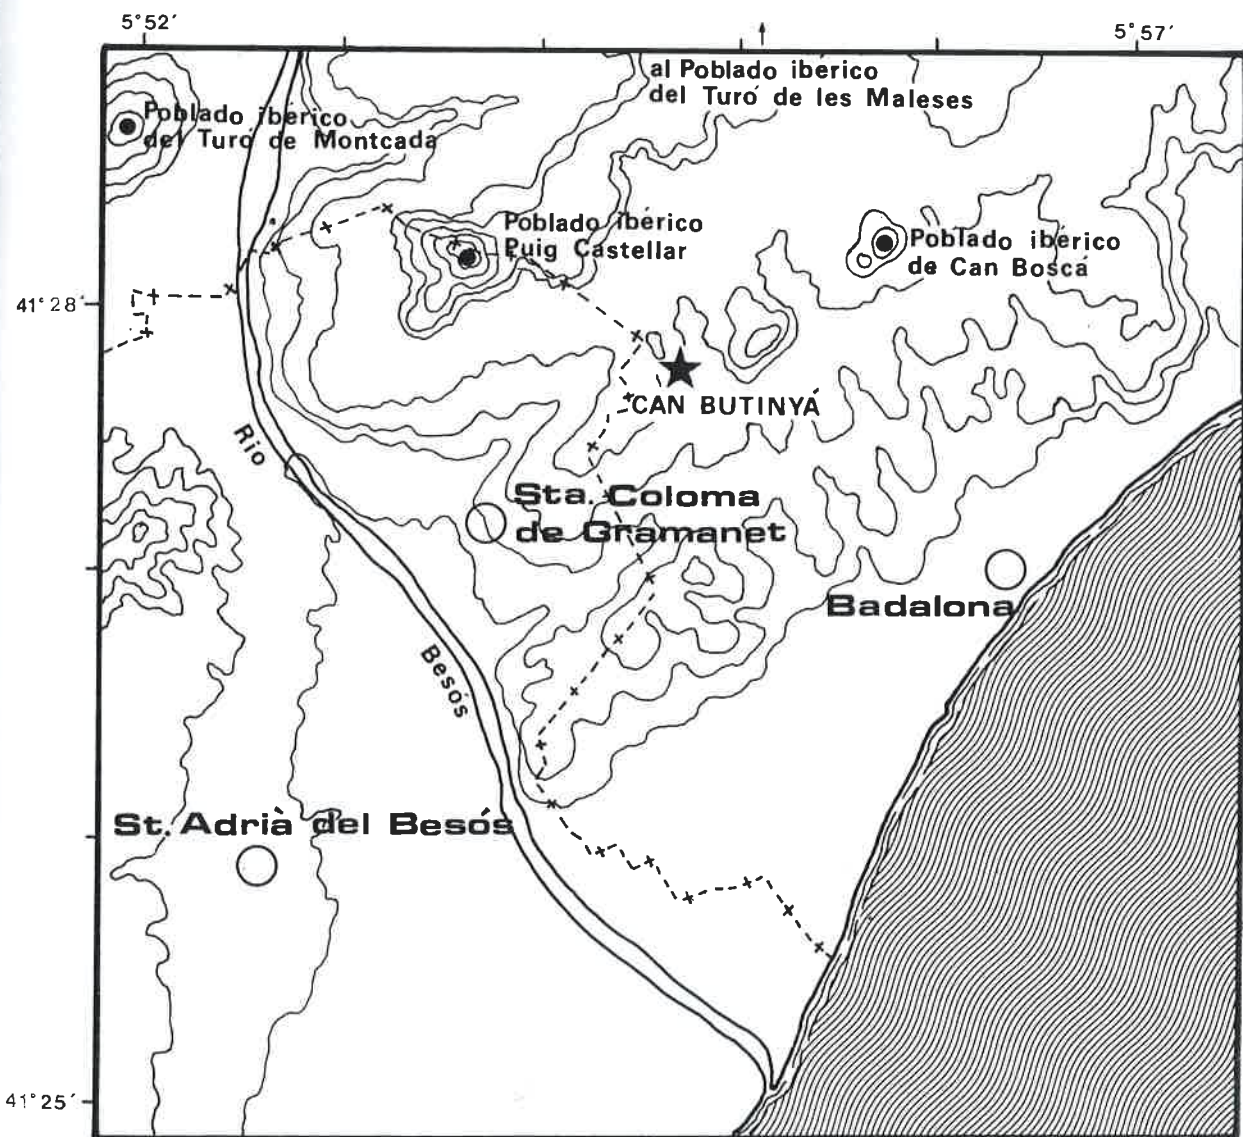 5°52′
5°57′
al Poblado ibérico
del Turó de les Maleses
Poblado ibérico
del Turó de Montcada
Poblado ibérico
Puig Castellar
Poblado ibérico
de Can Boscá
41°28′
CAN BUTINYÁ
Rio
Sta. Coloma
de Gramanet
Badalona
Besós
St. Adrià del Besós
41°25′